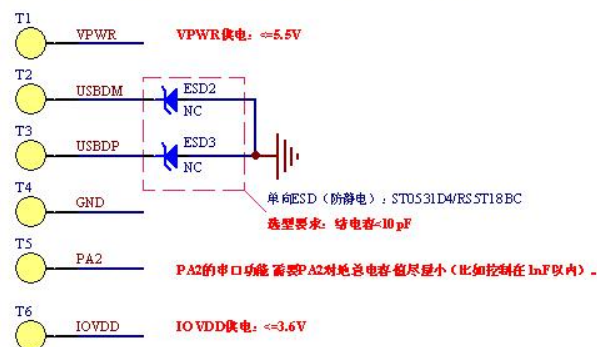 T1
VPWR VPWR供电：<=5.5V
T2
USBDM ESD2
NC
T3
USBDP ESD3
NC
单向ESD（防静电）：ST0531D4/RS5T18BC
T4
GND
选型要求：结电容<10pF
T5
PA2
PA2的串口功能需要PA2对地总电容值尽量小（比如控制在1nF以内）。
T6
IOVDD IOVDD供电：<=3.6V